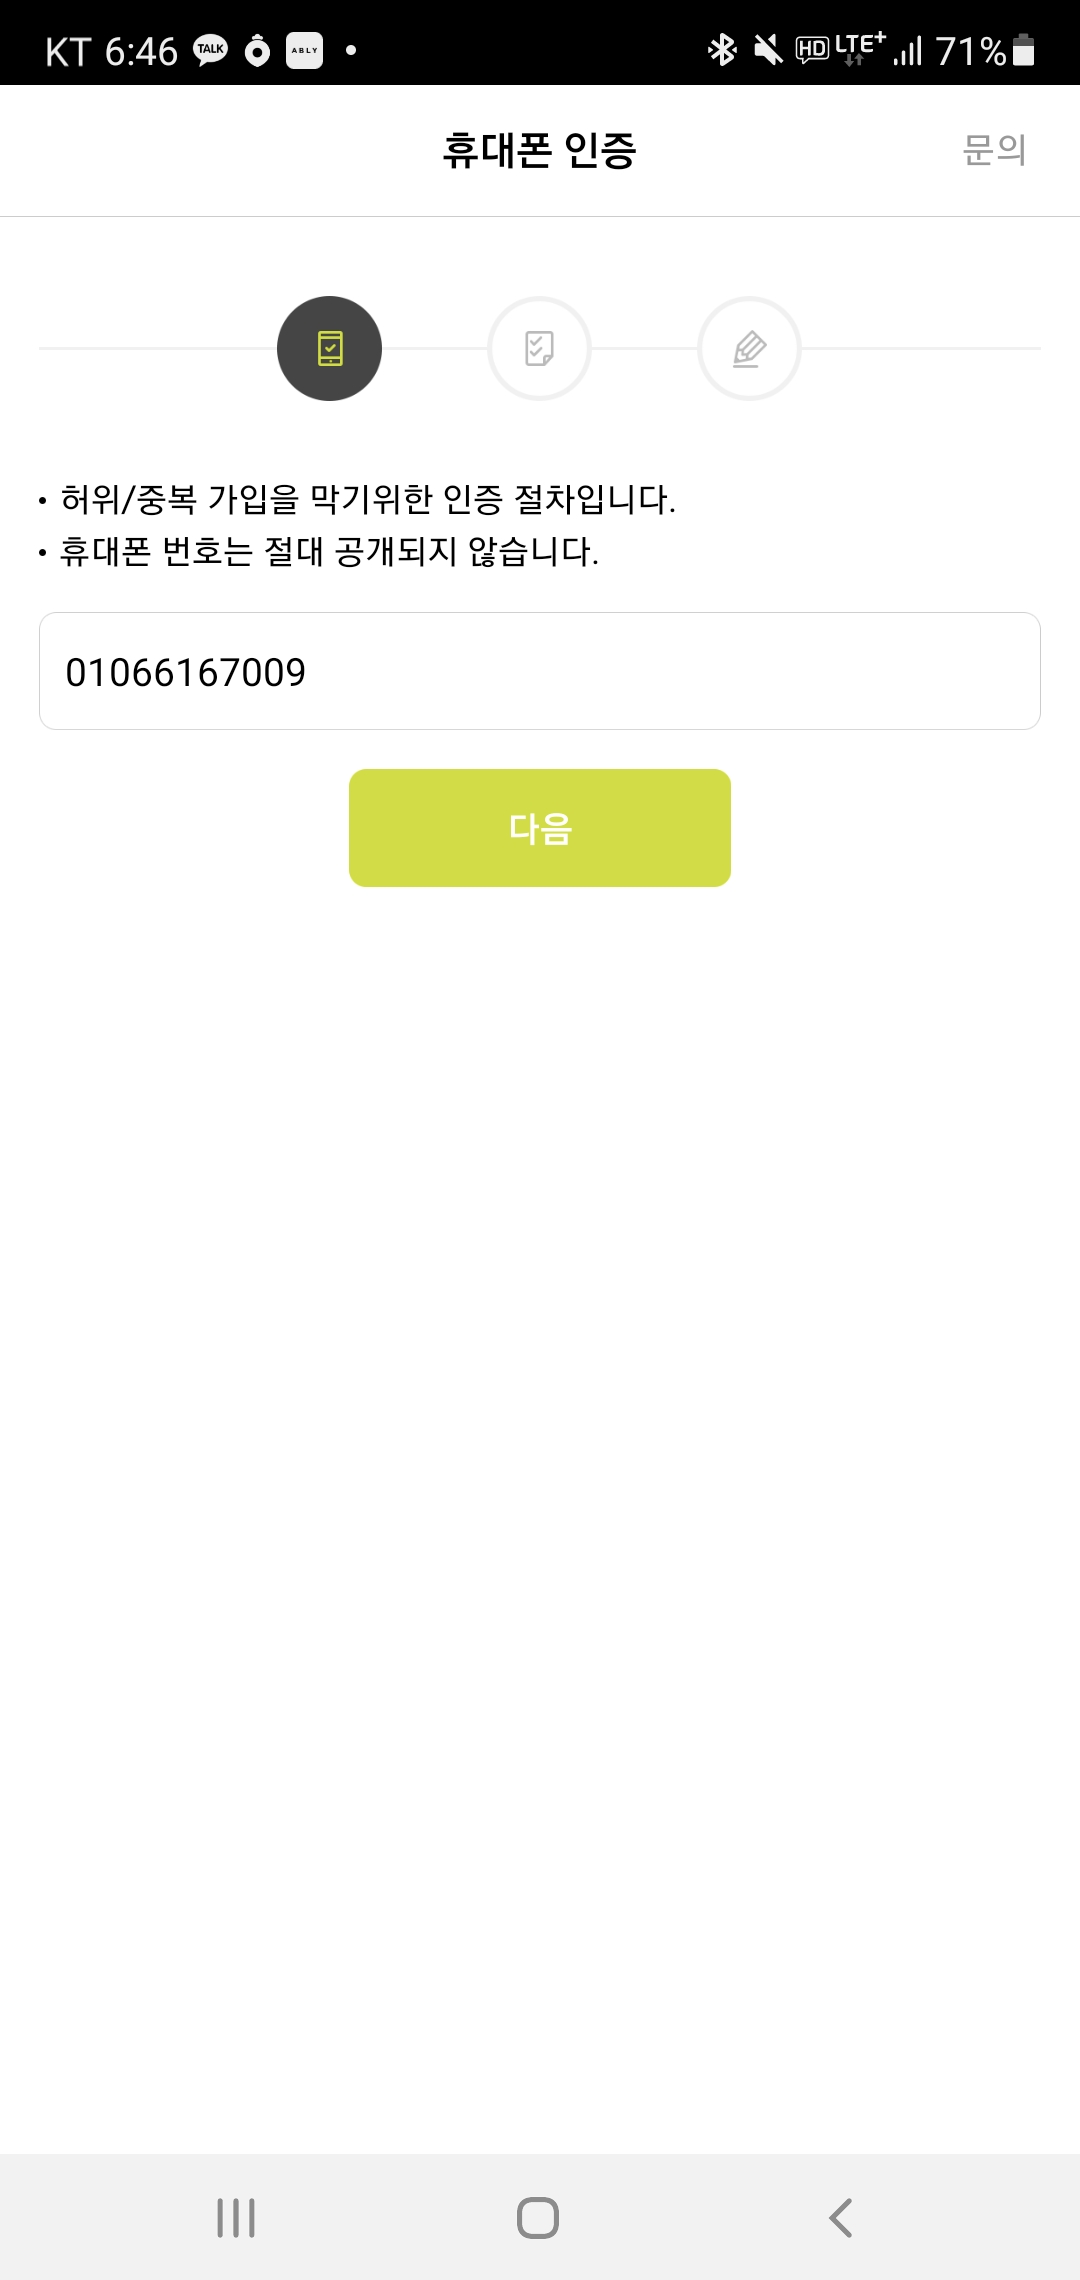 KT 6:46 TALK ABLY HD LTE+ 71%
휴대폰 인증
문의
• 허위/중복 가입을 막기위한 인증 절차입니다.
• 휴대폰 번호는 절대 공개되지 않습니다.
01066167009
다음